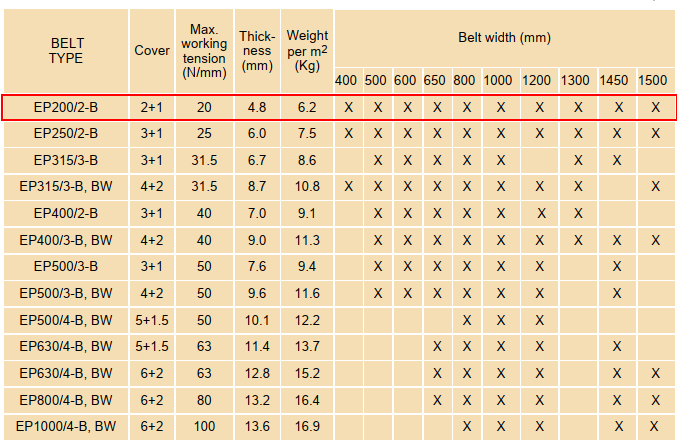 BELT TYPE Cover Max. working tension (N/mm) Thick-ness (mm) Weight per m2 (Kg) Belt width (mm)
400 500 600 650 800 1000 1200 1300 1450 1500
EP200/2-B 2+1 20 4.8 6.2 X X X X X X X X X X
EP250/2-B 3+1 25 6.0 7.5 X X X X X X X X X X
EP315/3-B 3+1 31.5 6.7 8.6 X X X X X X X
EP315/3-B, BW 4+2 31.5 8.7 10.8 X X X X X X X X X
EP400/2-B 3+1 40 7.0 9.1 X X X X X X X
EP400/3-B, BW 4+2 40 9.0 11.3 X X X X X X X X X
EP500/3-B 3+1 50 7.6 9.4 X X X X X X X
EP500/3-B, BW 4+2 50 9.6 11.6 X X X X X X X
EP500/4-B, BW 5+1.5 50 10.1 12.2 X X X
EP630/4-B, BW 5+1.5 63 11.4 13.7 X X X X X
EP630/4-B, BW 6+2 63 12.8 15.2 X X X X X X
EP800/4-B, BW 6+2 80 13.2 16.4 X X X X X X
EP1000/4-B, BW 6+2 100 13.6 16.9 X X X X X